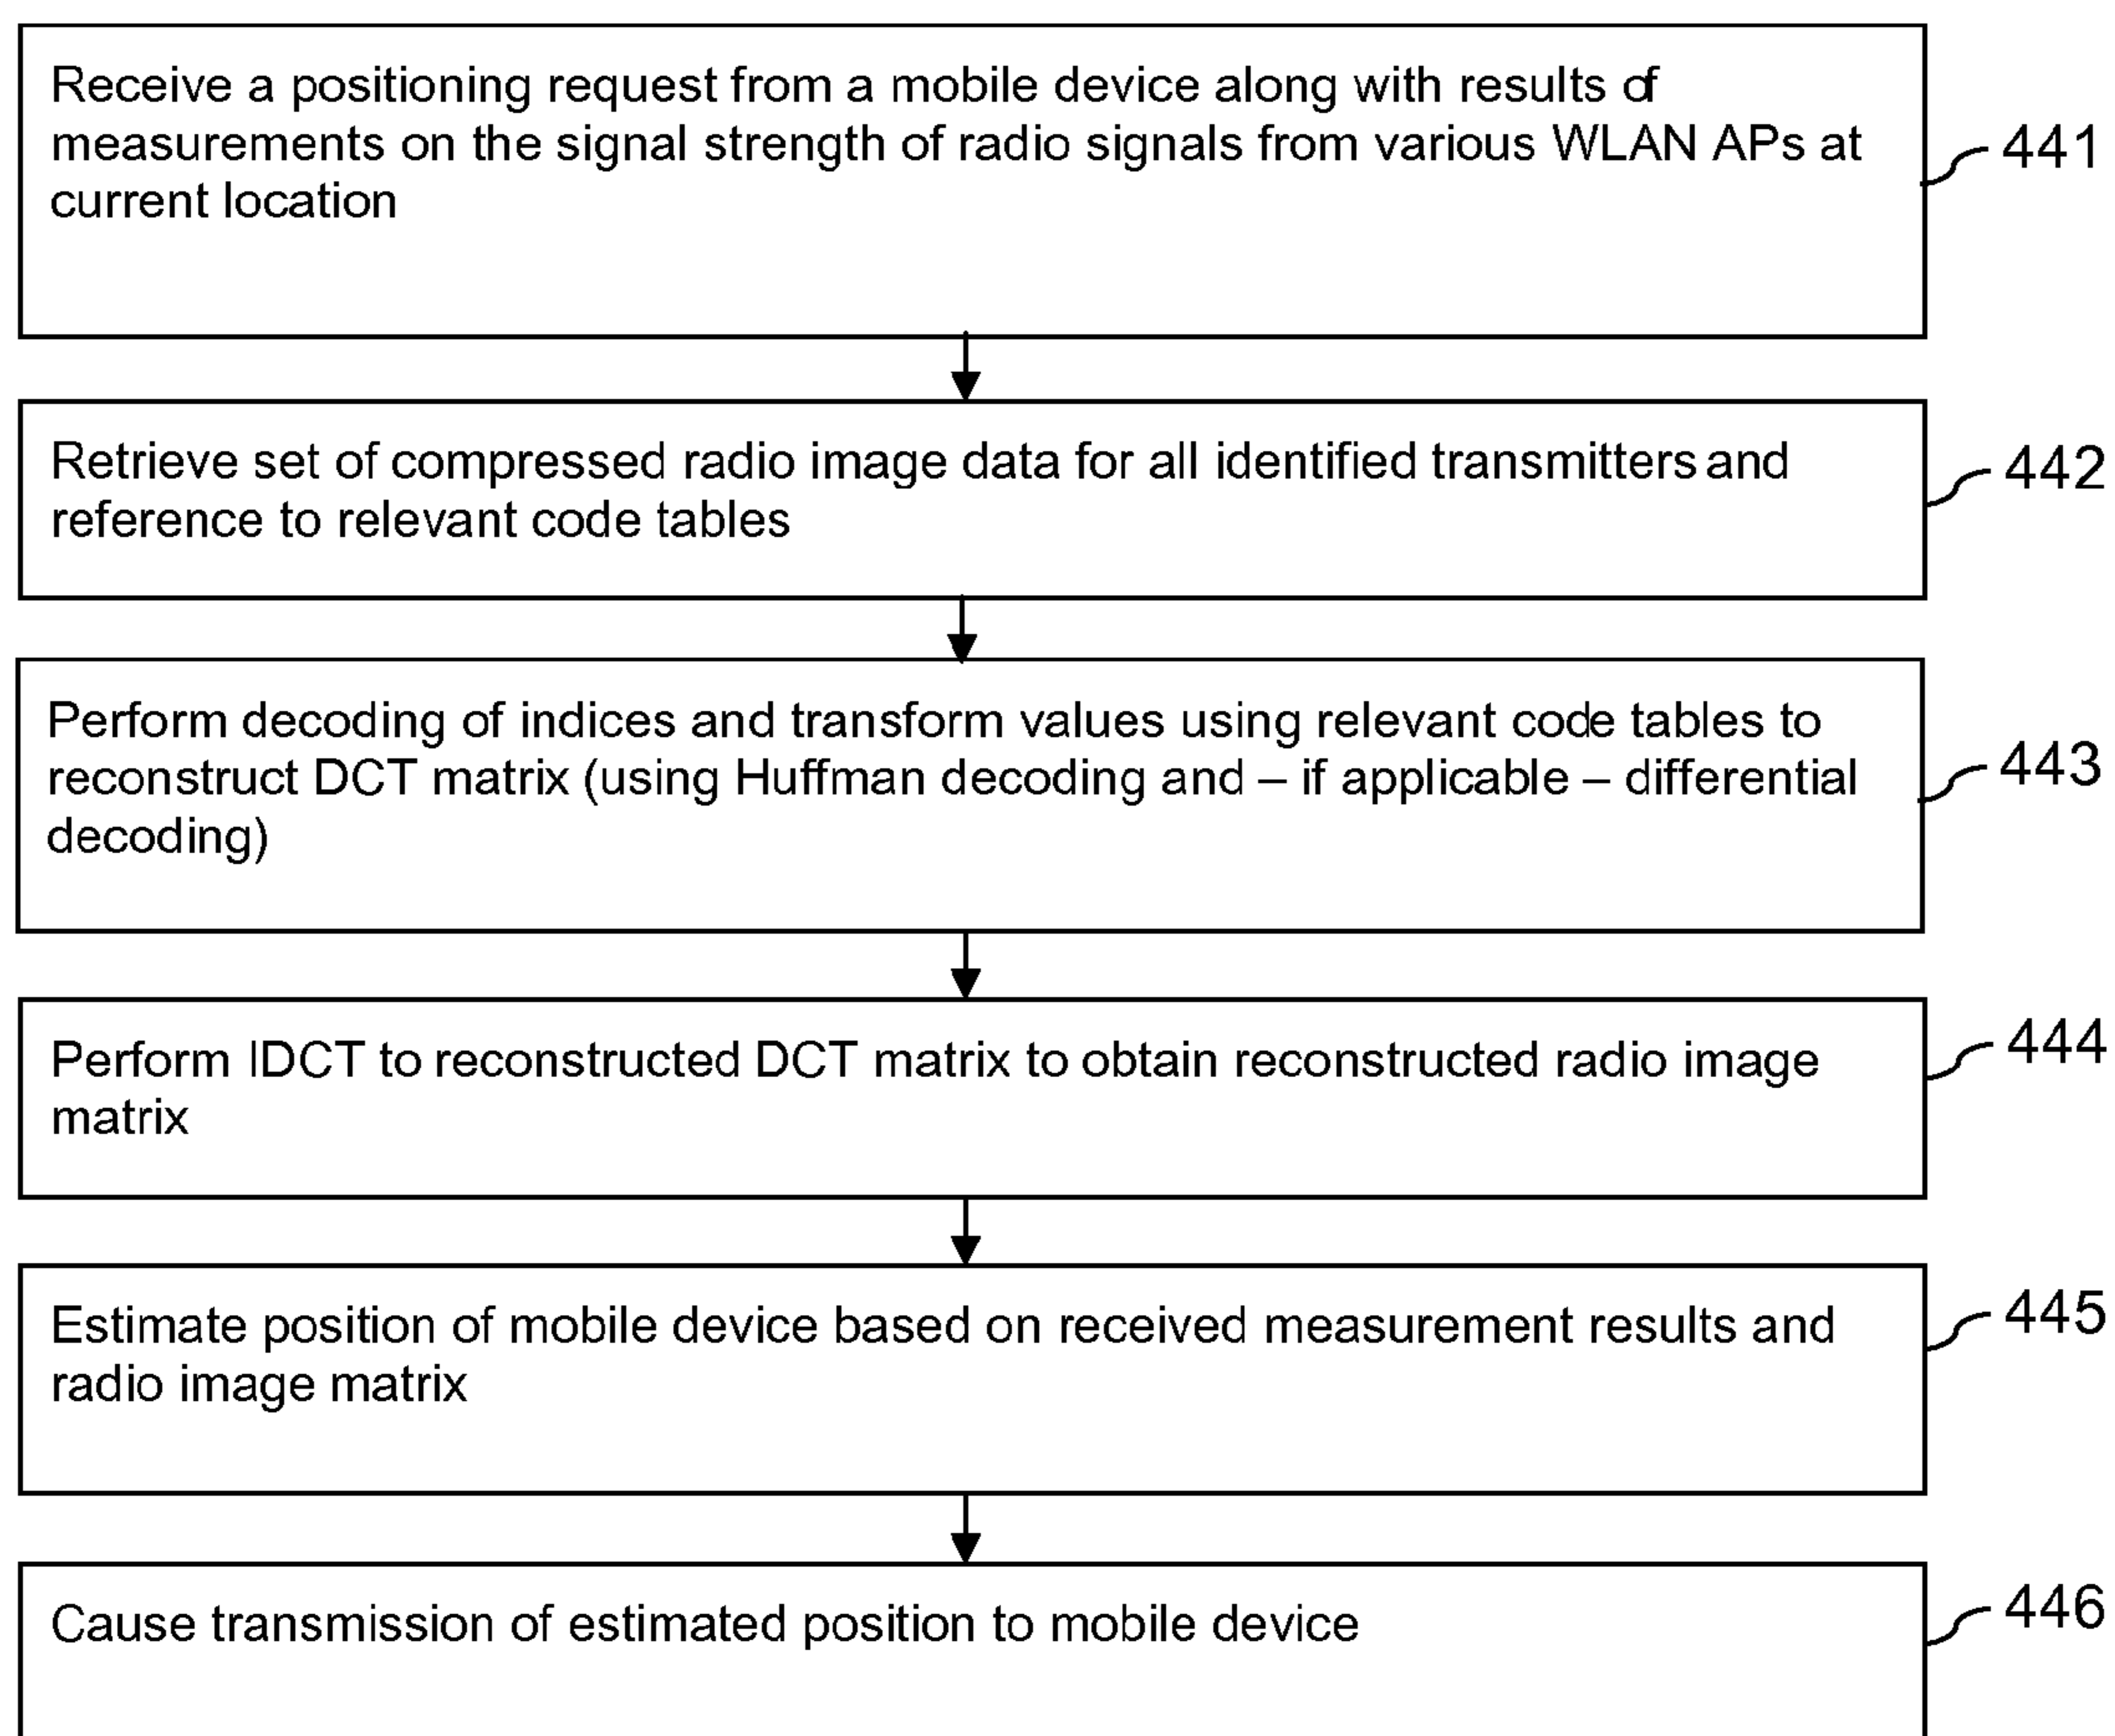 Receive a positioning request from a mobile device along with results of
measurements on the signal strength of radio signals from various WLAN APs at
current location
441
Retrieve set of compressed radio image data for all identified transmitters and
reference to relevant code tables
442
Perform decoding of indices and transform values using relevant code tables to
reconstruct DCT matrix (using Huffman decoding and – if applicable – differential
decoding)
443
Perform IDCT to reconstructed DCT matrix to obtain reconstructed radio image
matrix
444
Estimate position of mobile device based on received measurement results and
radio image matrix
445
Cause transmission of estimated position to mobile device
446